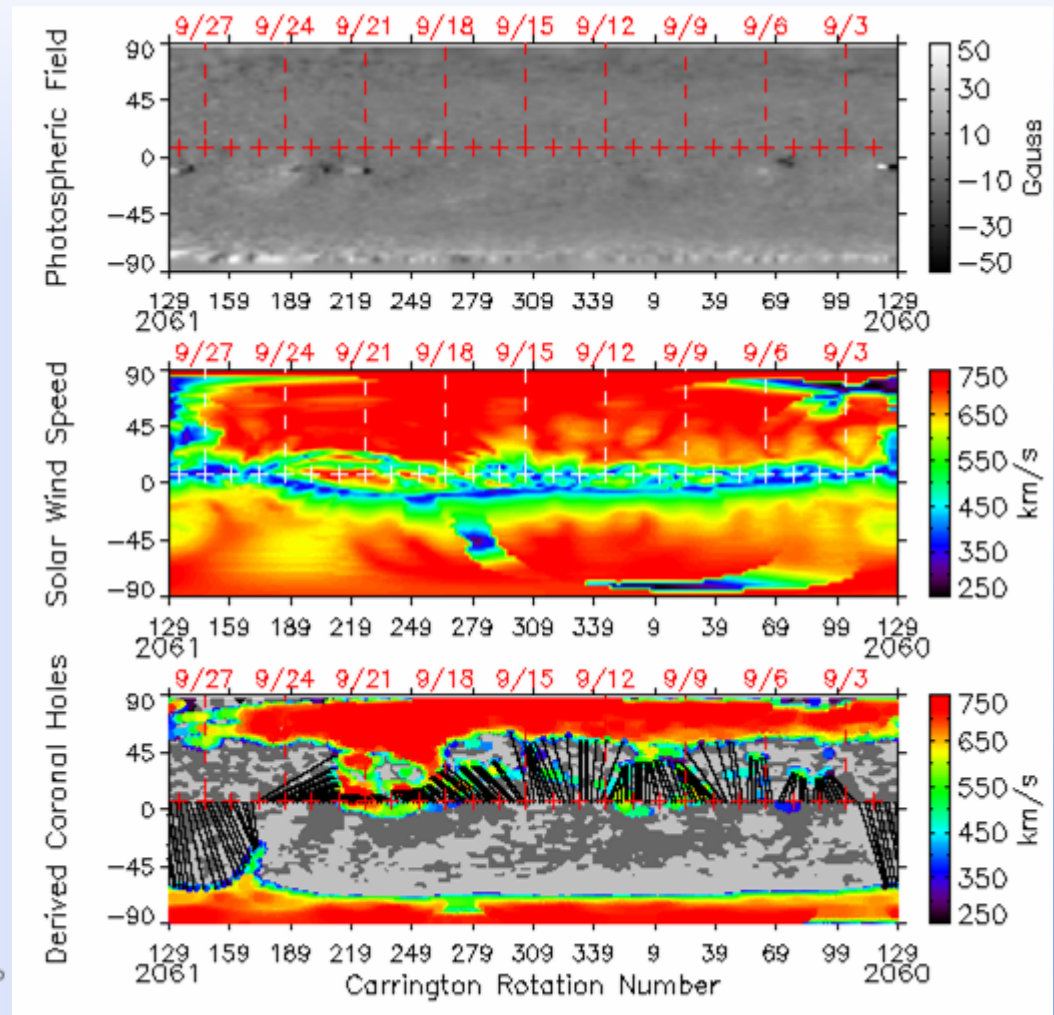 9/27 9/24 9/21 9/18 9/15 9/12 9/9 9/6 9/3
Photospheric Field
90
45
0
−45
−90
129 159 189 219 249 279 309 339 9 39 69 99 129
2061 2060
50
30
10
−10
−30
−50
Gauss
9/27 9/24 9/21 9/18 9/15 9/12 9/9 9/6 9/3
Solar Wind Speed
90
45
0
−45
−90
129 159 189 219 249 279 309 339 9 39 69 99 129
2061 2060
750
650
550
450
350
250
km/s
9/27 9/24 9/21 9/18 9/15 9/12 9/9 9/6 9/3
Derived Coronal Holes
90
45
0
−45
−90
129 159 189 219 249 279 309 339 9 39 69 99 129
2061 2060
Carrington Rotation Number
750
650
550
450
350
250
km/s